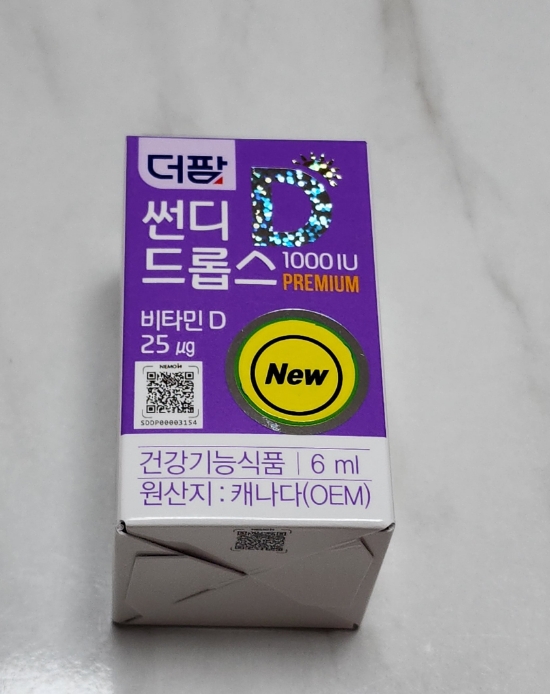 더팜
D
썬디
드롭스 1000 IU
PREMIUM
비타민 D
25 ㎍
New
NEMOiH
SDDP00003154
건강기능식품 | 6 ml
원산지 : 캐나다(OEM)